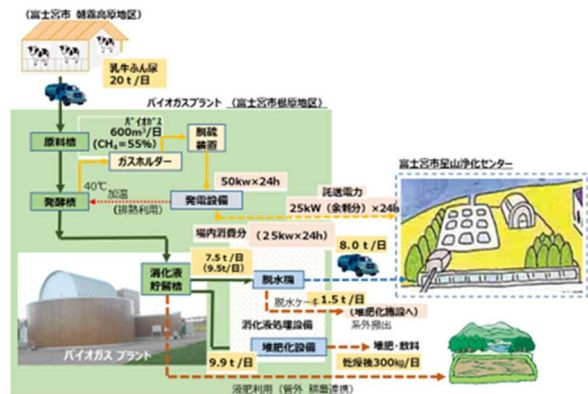 (富士宮市 朝霧高原地区)
乳牛ふん尿
20t/日
バイオガスプラント (富士宮市根原地区)
バイオガス
600m³/日
(CH₄=55%)
脱硫
装置
原料槽
ガスホルダー
富士宮市星山浄化センター
50kw×24h
託送電力
25kW(余剰分)×24h
40℃
加温
(排熱利用)
発酵槽
発電設備
場内消費分 (25kw×24h)
8.0t/日
7.5t/日
(9.5t/日)
消化液
貯留槽
脱水機
脱水ケーキ 1.5t/日
(堆肥化施設へ)
系外搬出
消化液処理設備
バイオガス プラント
堆肥化設備
堆肥・敷料
9.9t/日
乾燥後300kg/日
液肥利用(管外 耕畜連携)